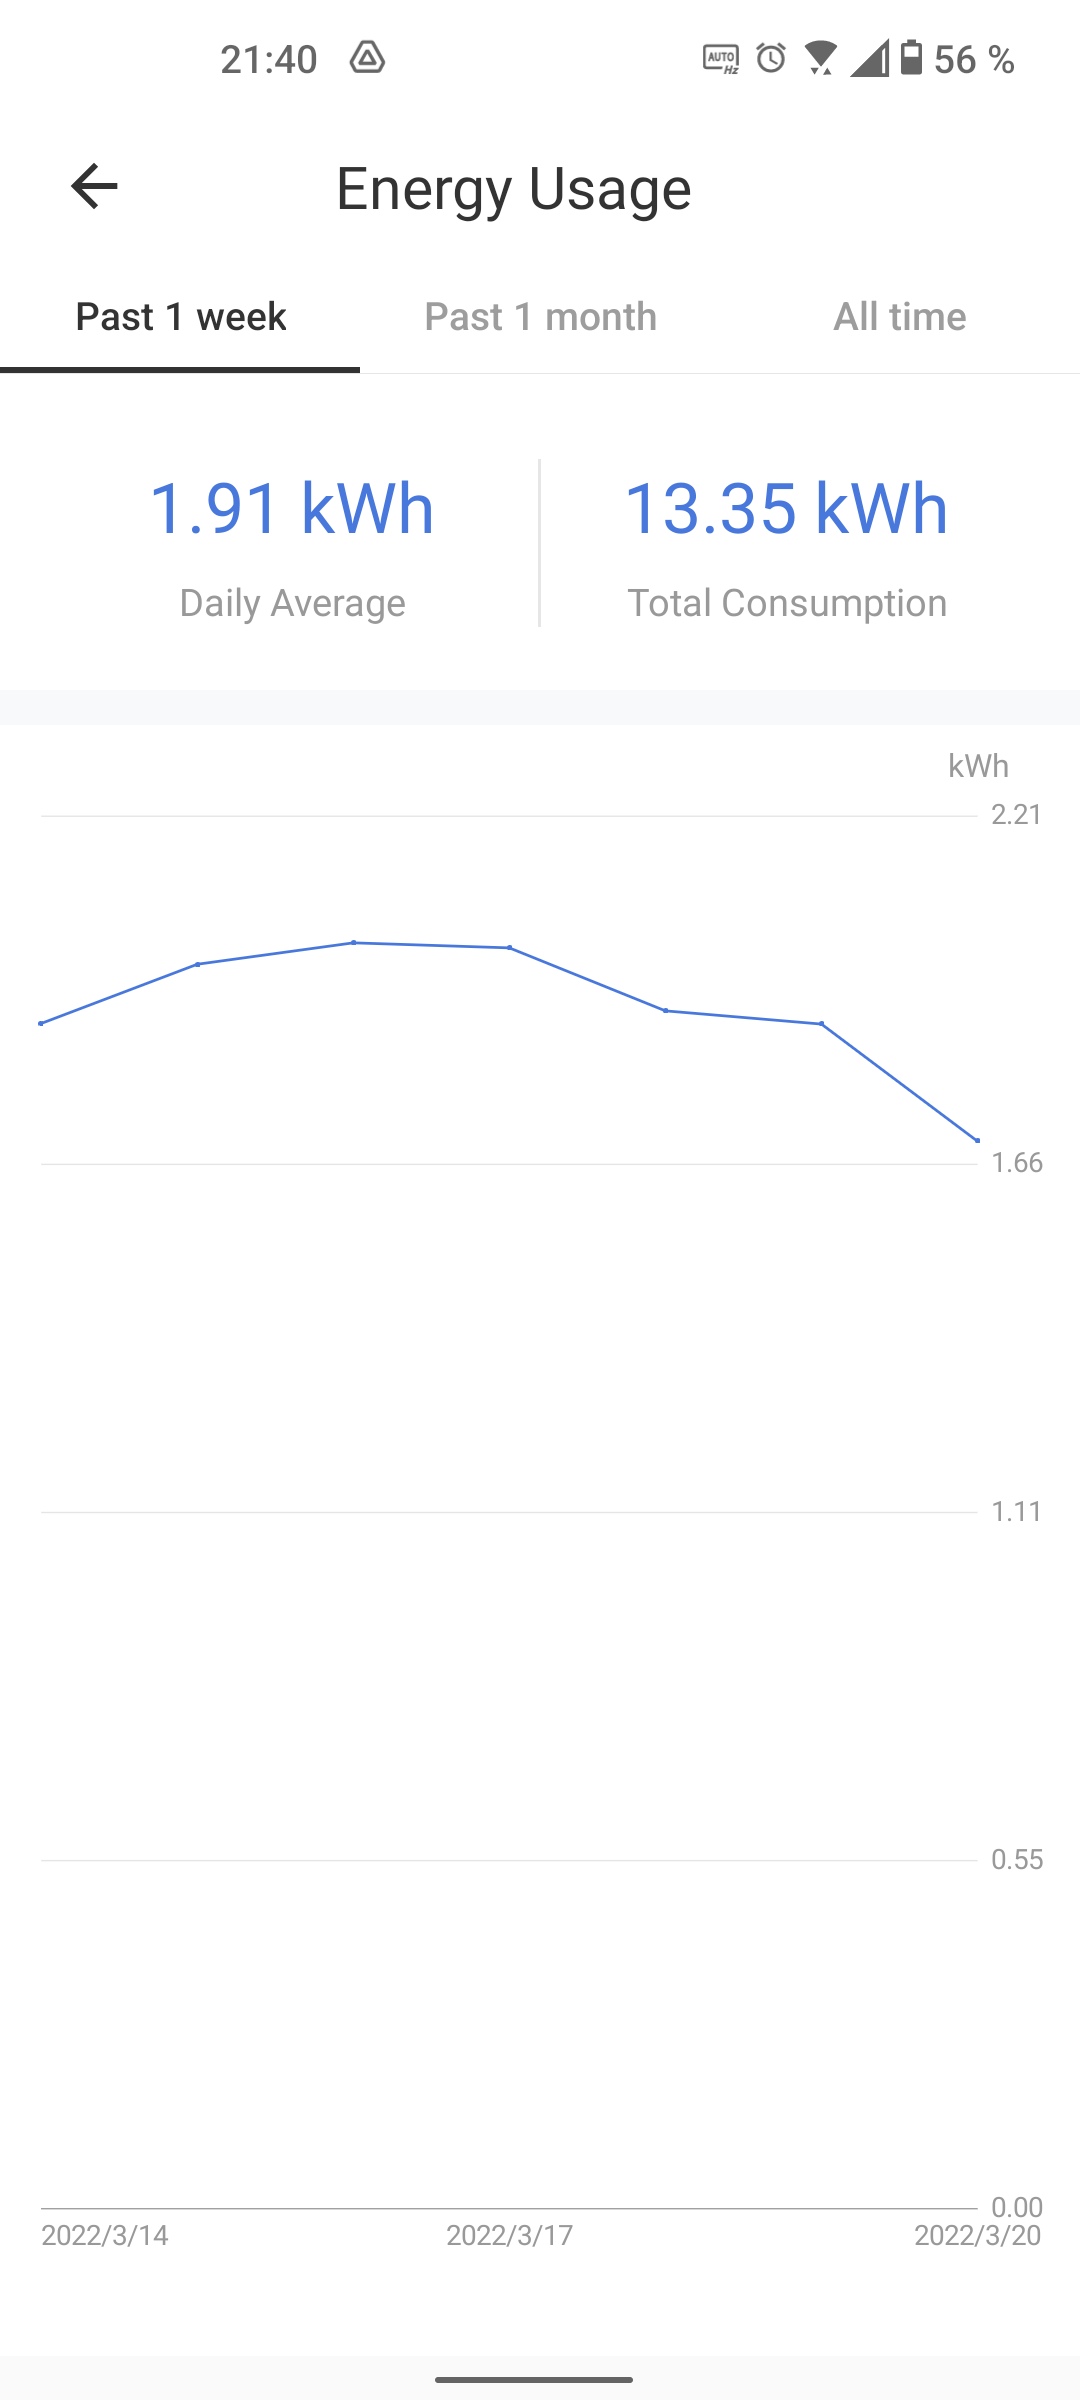 21:40 AUTO Hz 56 %
Energy Usage
Past 1 week Past 1 month All time
1.91 kWh 13.35 kWh
Daily Average Total Consumption
kWh
2.21
1.66
1.11
0.55
0.00
2022/3/14 2022/3/17 2022/3/20